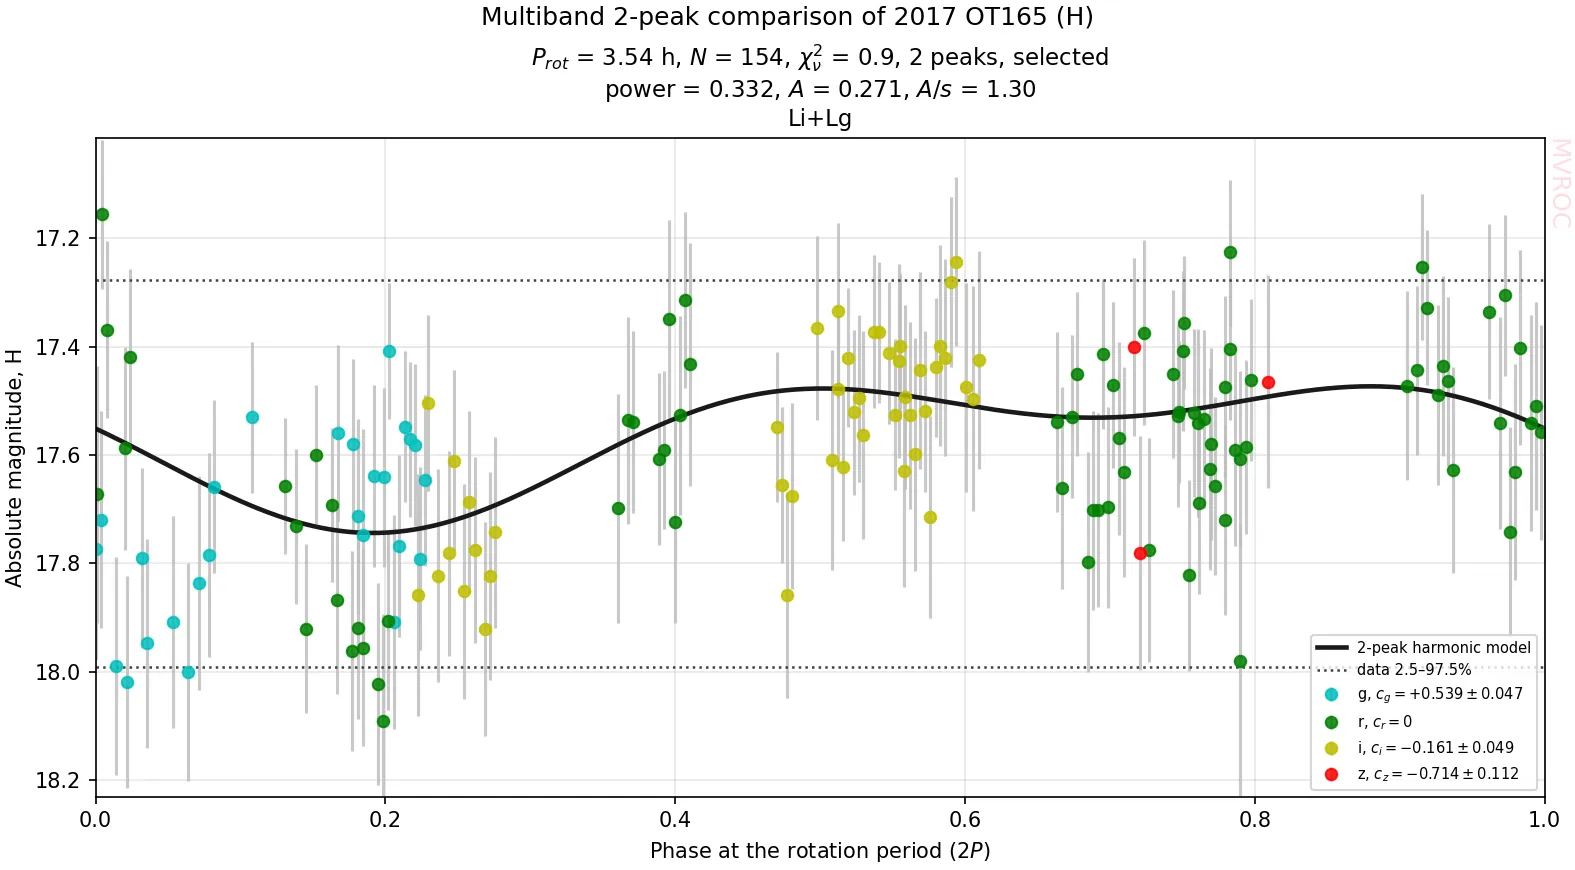 Multiband 2-peak comparison of 2017 OT165 (H)
P_rot = 3.54 h, N = 154, χ²_ν = 0.9, 2 peaks, selected
power = 0.332, A = 0.271, A/s = 1.30
Li+Lg
MVROC
Absolute magnitude, H
17.2
17.4
17.6
17.8
18.0
18.2
2-peak harmonic model
data 2.5–97.5%
g, c_g = +0.539 ± 0.047
r, c_r = 0
i, c_i = −0.161 ± 0.049
z, c_z = −0.714 ± 0.112
0.0 0.2 0.4 0.6 0.8 1.0
Phase at the rotation period (2P)